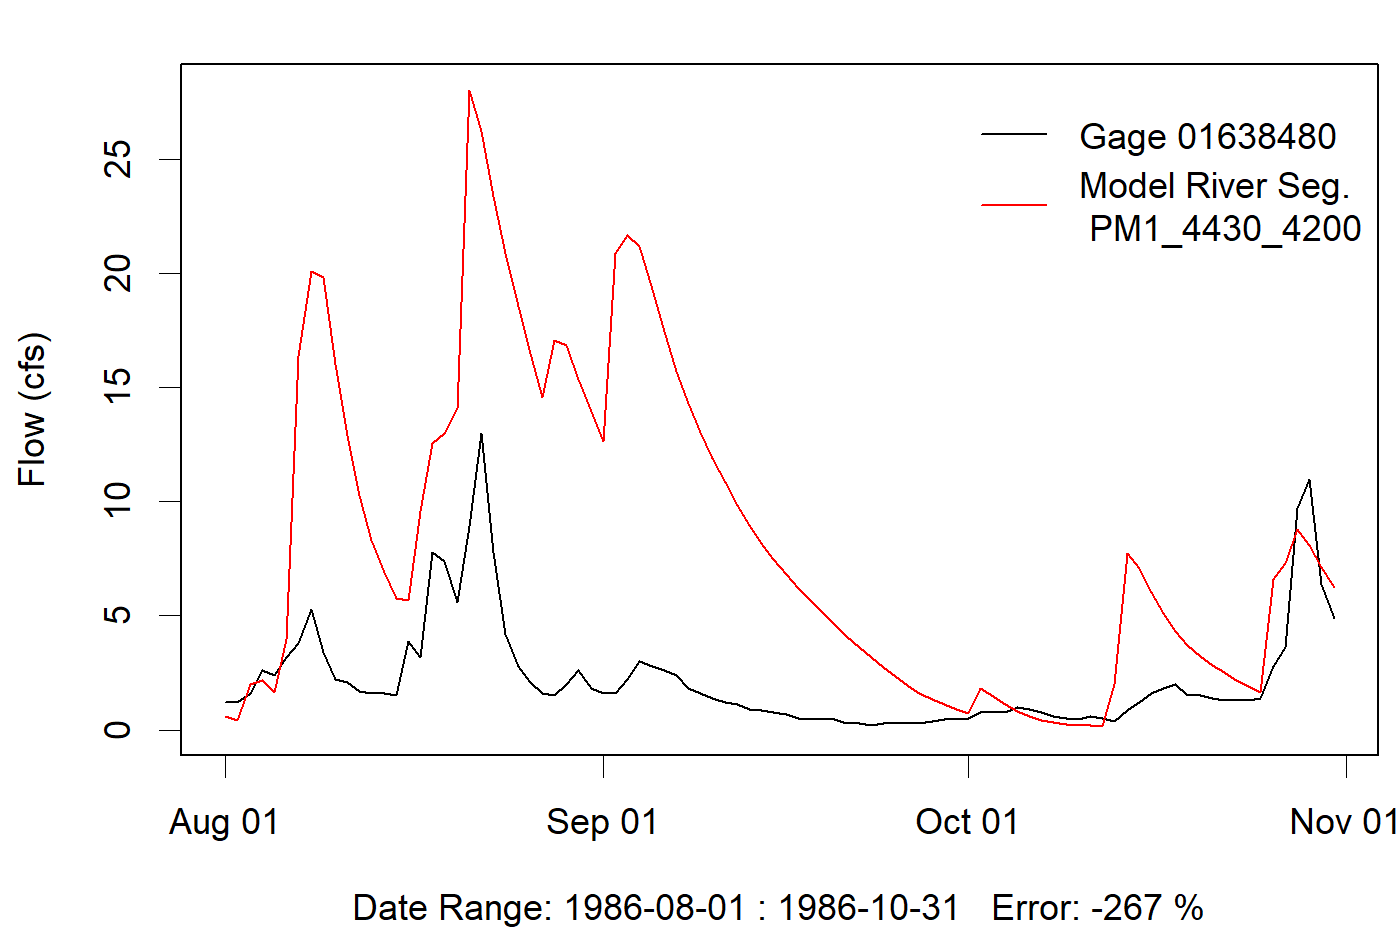 Gage 01638480
Model River Seg.
PM1_4430_4200
Flow (cfs)
25
20
15
10
5
0
Aug 01 Sep 01 Oct 01 Nov 01
Date Range: 1986-08-01 : 1986-10-31 Error: -267 %